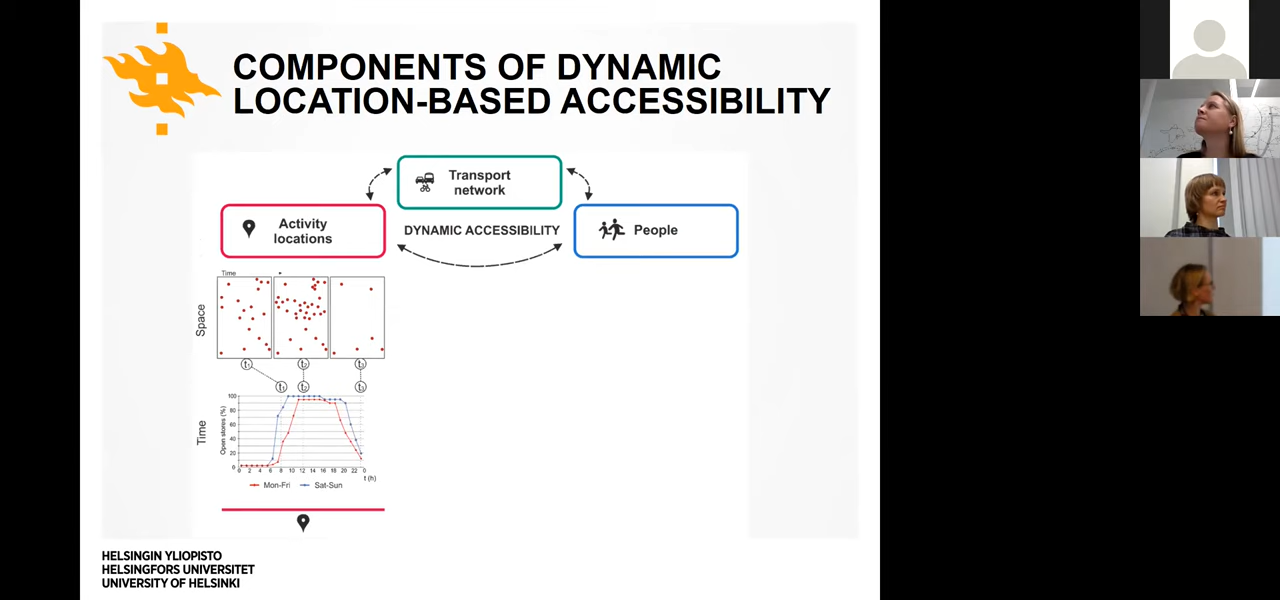 COMPONENTS OF DYNAMIC
LOCATION-BASED ACCESSIBILITY
Transport
network
Activity
locations
DYNAMIC ACCESSIBILITY
People
Time
Space
t1 t2 t3
t1 t2 t3
Time
Open stores (%)
100
80
60
40
20
0
0 2 4 6 8 10 12 14 16 18 20 22 0
t (h)
Mon-Fri Sat-Sun
HELSINGIN YLIOPISTO
HELSINGFORS UNIVERSITET
UNIVERSITY OF HELSINKI